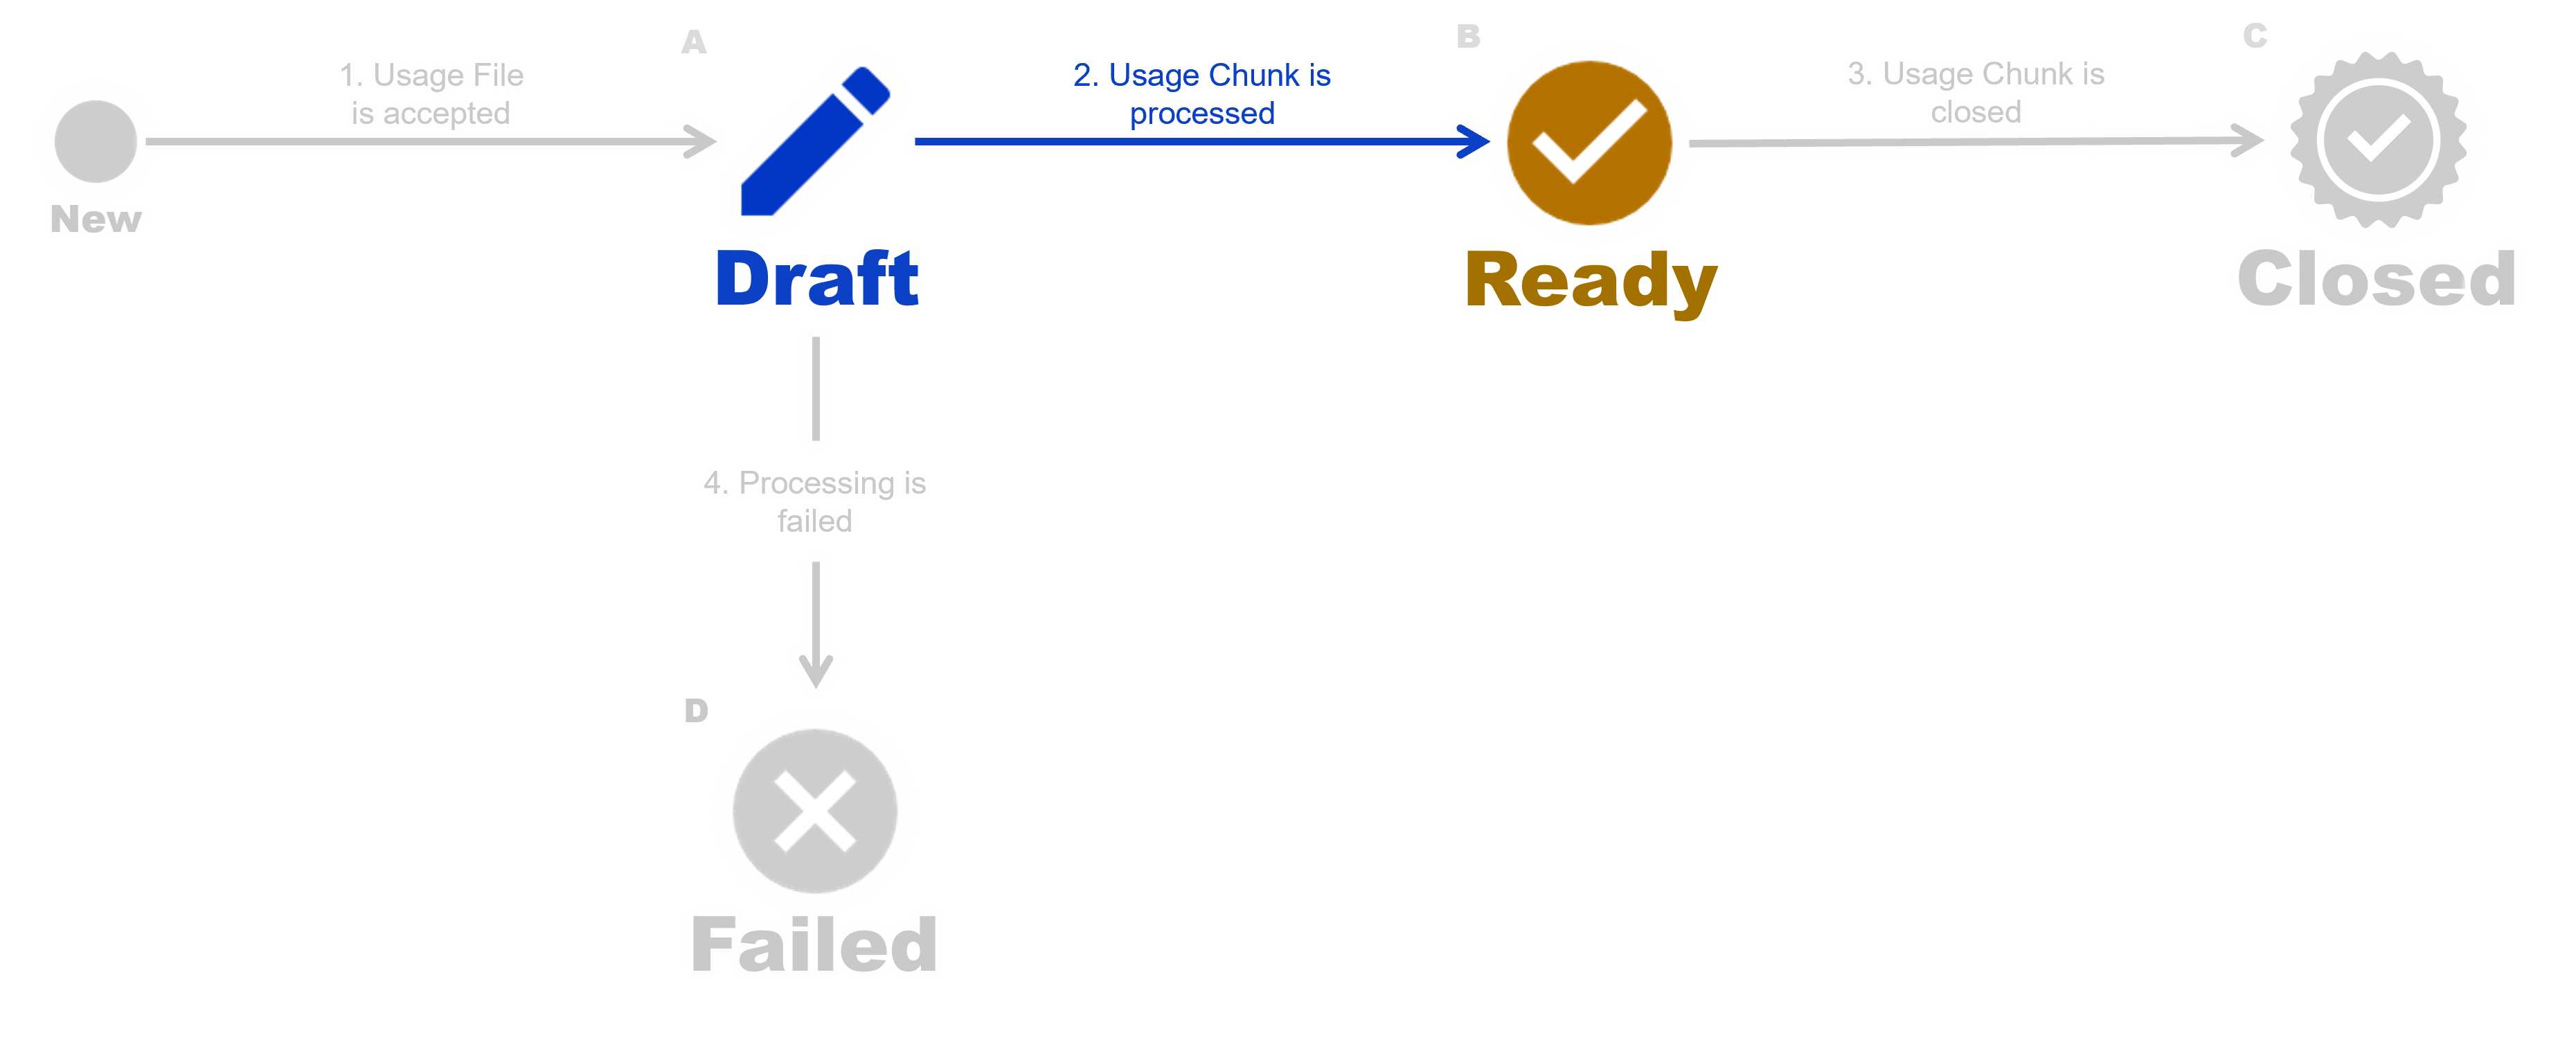 A
B
C
1. Usage File
is accepted
2. Usage Chunk is
processed
3. Usage Chunk is
closed
New
Draft
Ready
Closed
4. Processing is
failed
D
Failed